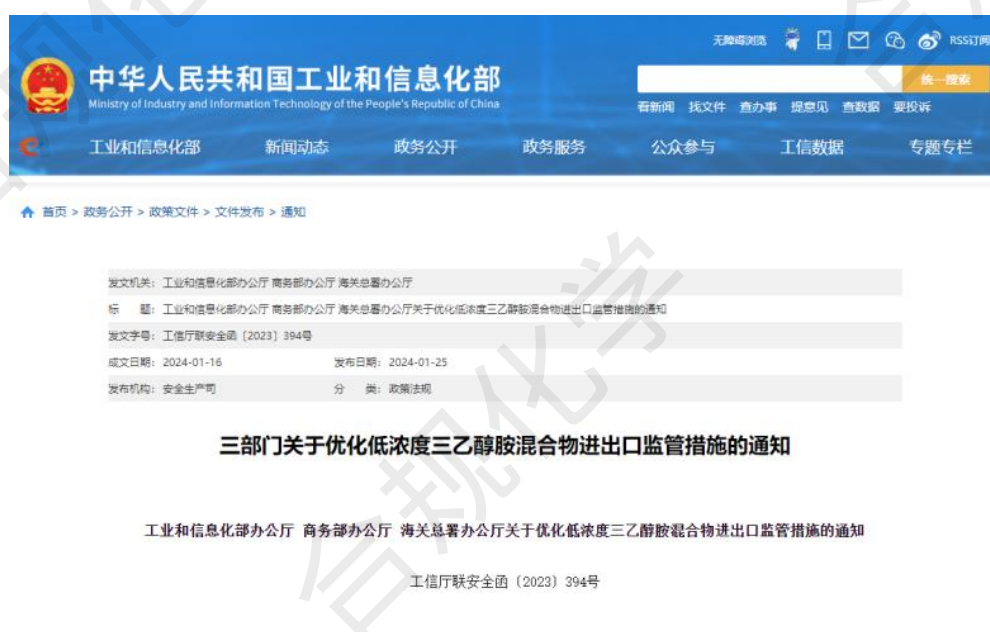 无障碍浏览 RSS订阅
中华人民共和国工业和信息化部
Ministry of Industry and Information Technology of the People's Republic of China
统一搜索
看新闻 找文件 查办事 提意见 查数据 要投诉
工业和信息化部 新闻动态 政务公开 政务服务 公众参与 工信数据 专题专栏
首页 > 政务公开 > 政策文件 > 文件发布 > 通知
发文机关: 工业和信息化部办公厅 商务部办公厅 海关总署办公厅
标 题: 工业和信息化部办公厅 商务部办公厅 海关总署办公厅关于优化低浓度三乙醇胺混合物进出口监管措施的通知
发文字号: 工信厅联安全函〔2023〕394号
成文日期: 2024-01-16 发布日期: 2024-01-25
发布机构: 安全生产司 分 类: 政策法规
三部门关于优化低浓度三乙醇胺混合物进出口监管措施的通知
工业和信息化部办公厅 商务部办公厅 海关总署办公厅关于优化低浓度三乙醇胺混合物进出口监管措施的通知
工信厅联安全函〔2023〕394号
合规化学